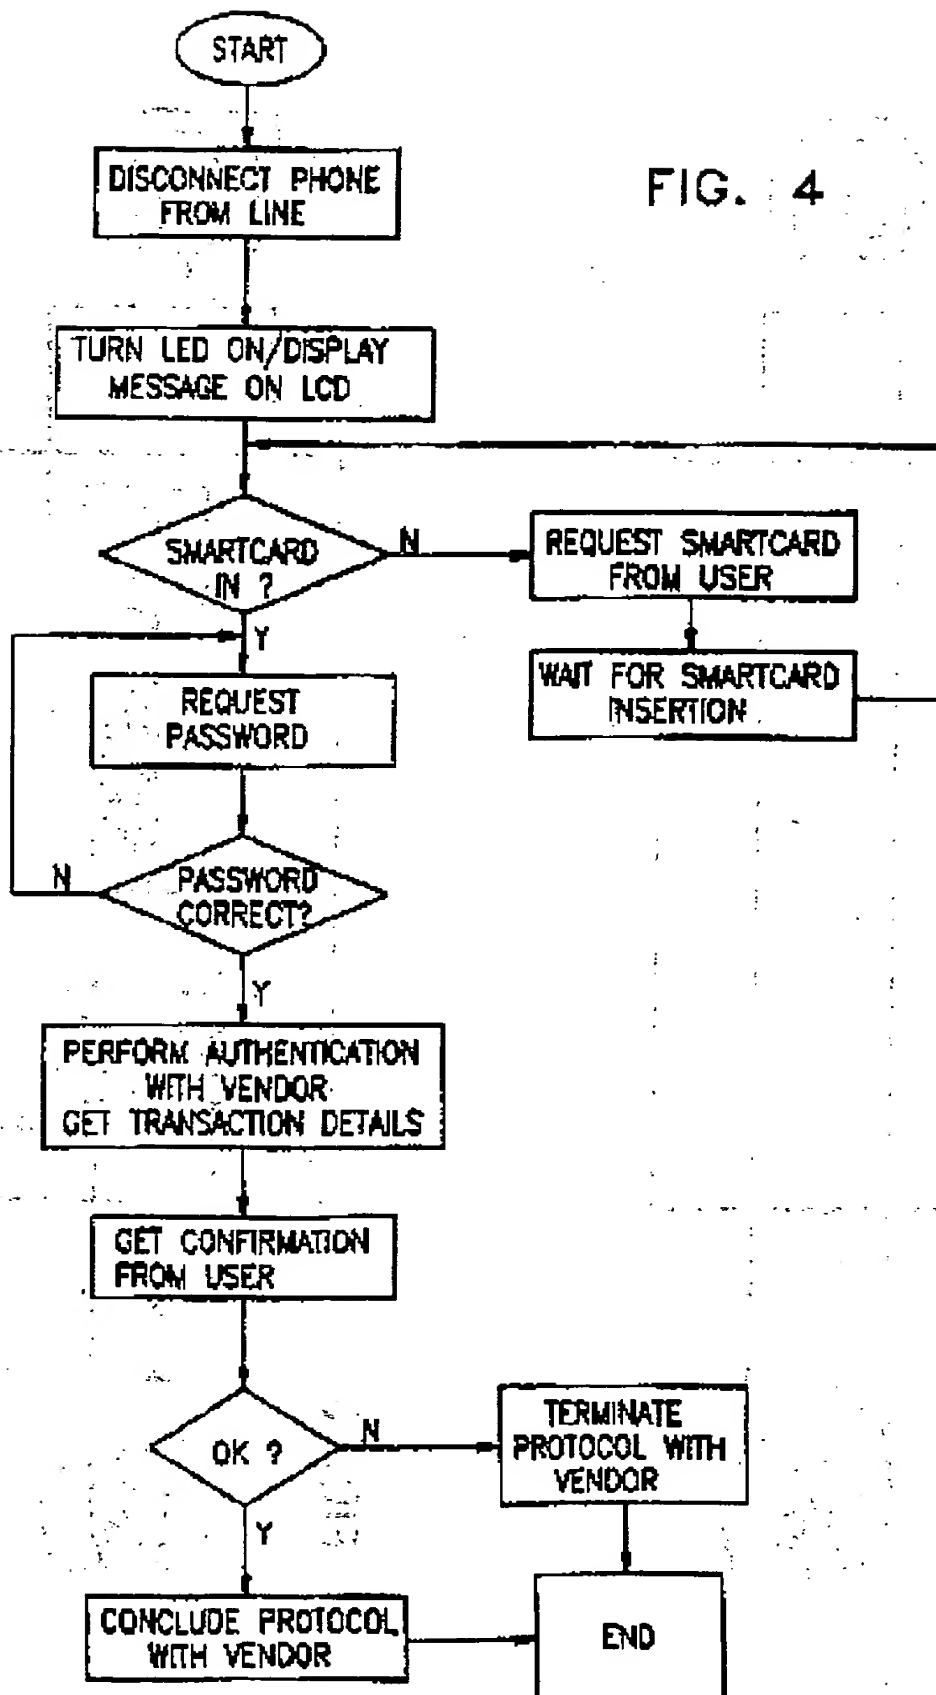 START
DISCONNECT PHONE
FROM LINE
FIG. 4
TURN LED ON/DISPLAY
MESSAGE ON LCD
SMARTCARD
IN ?
N
REQUEST SMARTCARD
FROM USER
Y
WAIT FOR SMARTCARD
INSERTION
REQUEST
PASSWORD
PASSWORD
CORRECT?
N
Y
PERFORM AUTHENTICATION
WITH VENDOR
GET TRANSACTION DETAILS
GET CONFIRMATION
FROM USER
OK ?
N
TERMINATE
PROTOCOL WITH
VENDOR
Y
CONCLUDE PROTOCOL
WITH VENDOR
END